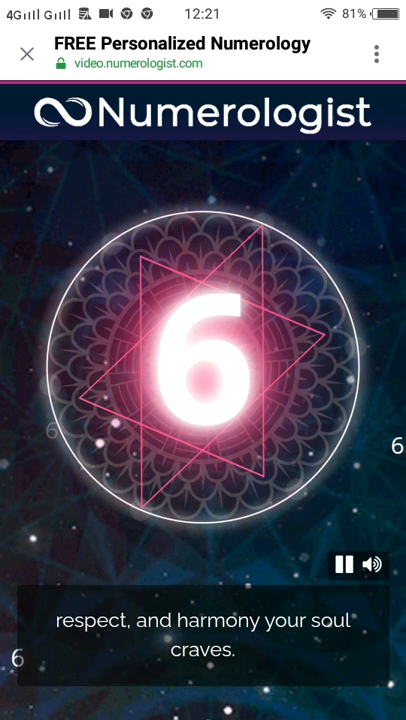 4G G 12:21 81%
FREE Personalized Numerology
video.numerologist.com
Numerologist
6
6
6
6
respect, and harmony your soul
craves.